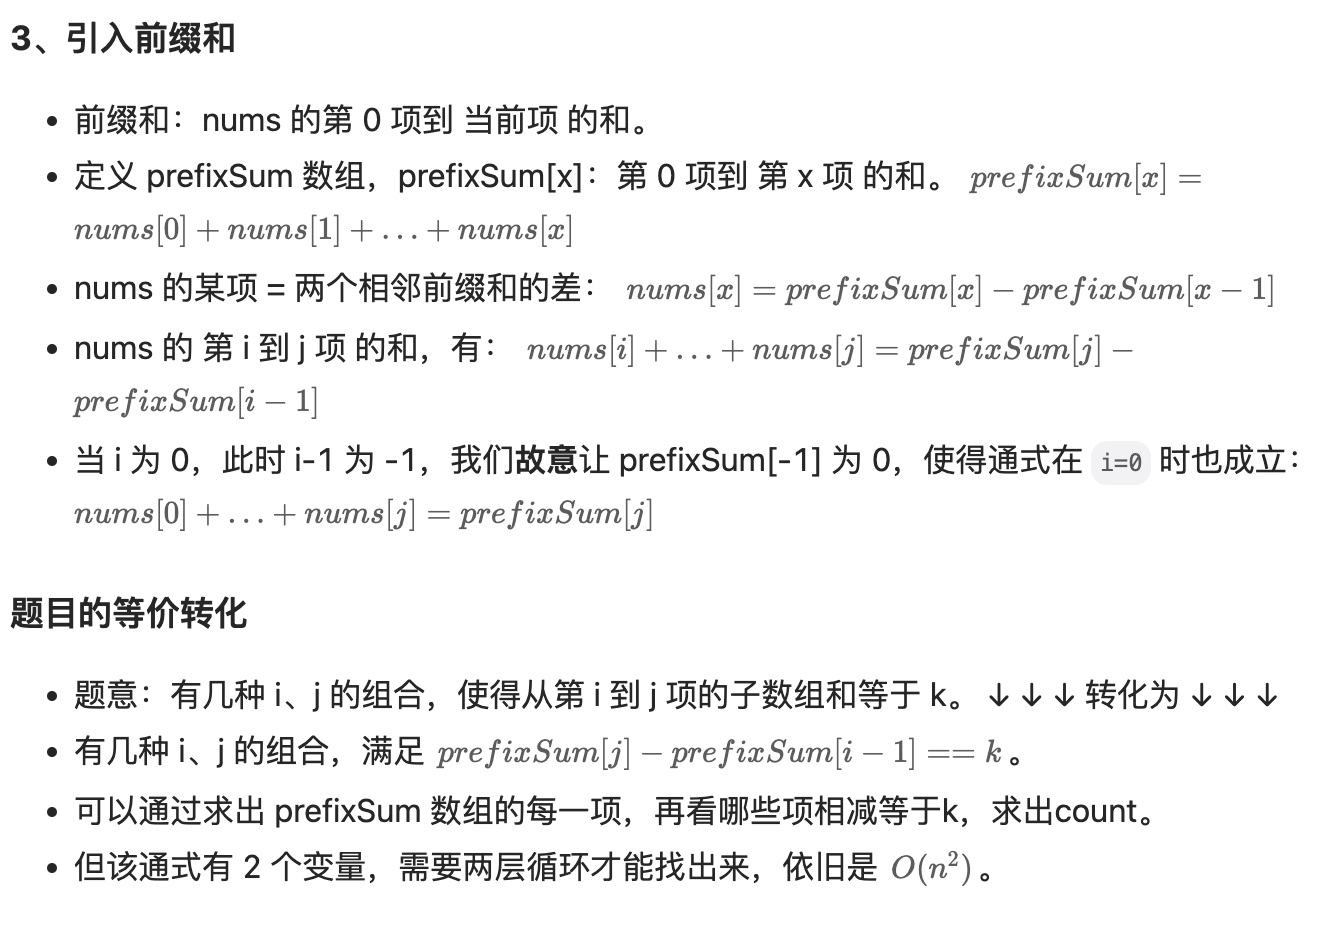 3、引入前缀和
• 前缀和：nums 的第 0 项到 当前项 的和。
• 定义 prefixSum 数组，prefixSum[x]：第 0 项到 第 x 项 的和。 prefixSum[x] =
nums[0] + nums[1] + … + nums[x]
• nums 的某项 = 两个相邻前缀和的差： nums[x] = prefixSum[x] − prefixSum[x − 1]
• nums 的 第 i 到 j 项 的和，有： nums[i] + … + nums[j] = prefixSum[j] −
prefixSum[i − 1]
• 当 i 为 0，此时 i-1 为 -1，我们故意让 prefixSum[-1] 为 0，使得通式在 i=0 时也成立：
nums[0] + … + nums[j] = prefixSum[j]
题目的等价转化
• 题意：有几种 i、j 的组合，使得从第 i 到 j 项的子数组和等于 k。↓ ↓ ↓ 转化为 ↓ ↓ ↓
• 有几种 i、j 的组合，满足 prefixSum[j] − prefixSum[i − 1] == k 。
• 可以通过求出 prefixSum 数组的每一项，再看哪些项相减等于k，求出count。
• 但该通式有 2 个变量，需要两层循环才能找出来，依旧是 O(n²) 。